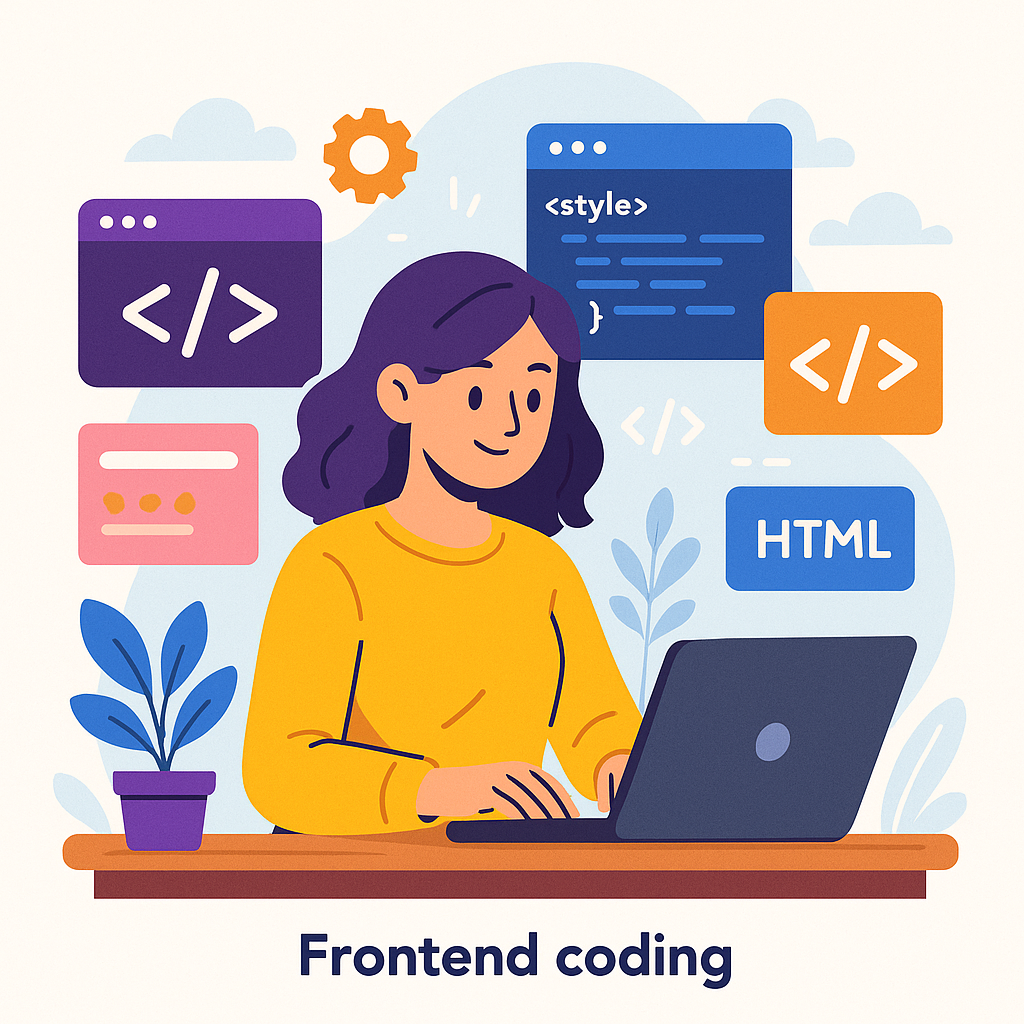 <style>
</>
}
</>
</>
HTML
Frontend coding